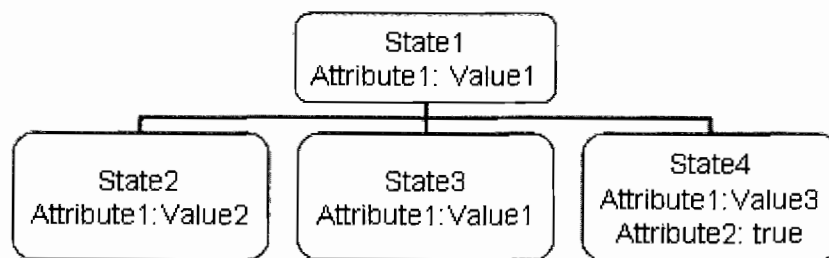 State1
Attribute1: Value1
State2
Attribute1:Value2
State3
Attribute1:Value1
State4
Attribute1:Value3
Attribute2: true